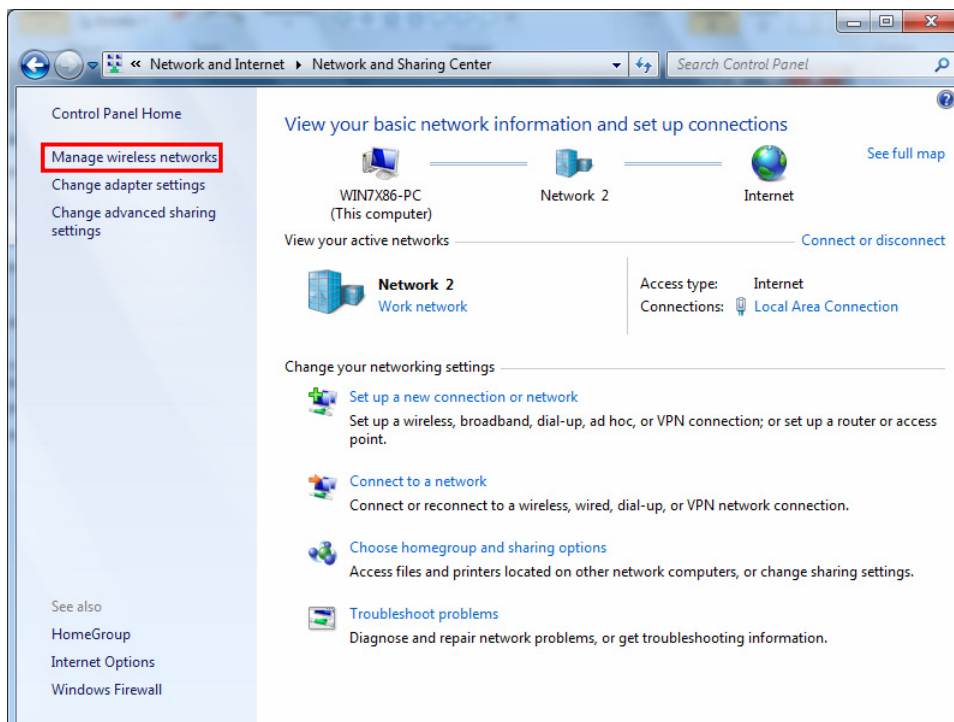 « Network and Internet ▸ Network and Sharing Center
Search Control Panel
Control Panel Home
Manage wireless networks
Change adapter settings
Change advanced sharing
settings
See also
HomeGroup
Internet Options
Windows Firewall
View your basic network information and set up connections
See full map
WIN7X86-PC
(This computer)
Network 2
Internet
View your active networks
Connect or disconnect
Network 2
Work network
Access type: Internet
Connections: Local Area Connection
Change your networking settings
Set up a new connection or network
Set up a wireless, broadband, dial-up, ad hoc, or VPN connection; or set up a router or access
point.
Connect to a network
Connect or reconnect to a wireless, wired, dial-up, or VPN network connection.
Choose homegroup and sharing options
Access files and printers located on other network computers, or change sharing settings.
Troubleshoot problems
Diagnose and repair network problems, or get troubleshooting information.